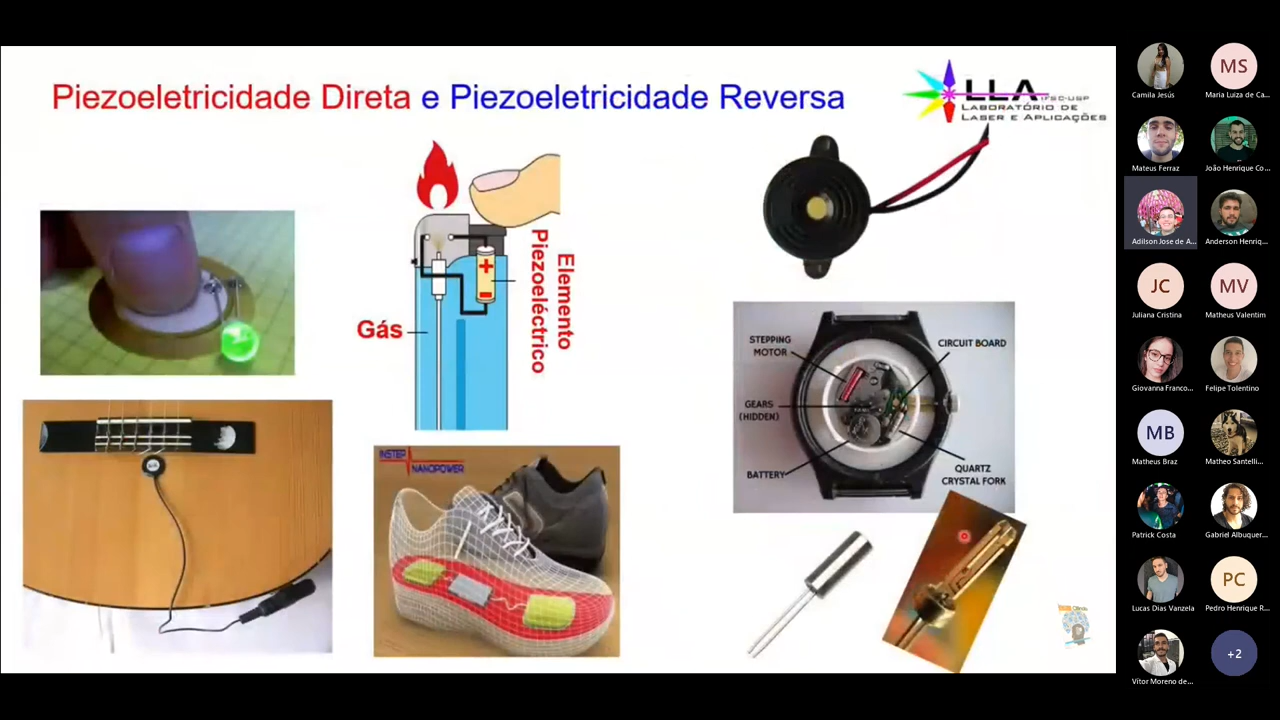 Piezoeletricidade Direta e Piezoeletricidade Reversa
LLA IFSC-USP
LABORATÓRIO DE
LASER E APLICAÇÕES
Elemento
Piezoeléctrico
Gás
+
-
INSTEP
NANOPOWER
STEPPING
MOTOR
CIRCUIT BOARD
GEARS
(HIDDEN)
BATTERY
QUARTZ
CRYSTAL FORK
Camila Jesús
MS
Maria Luiza de Ca...
Mateus Ferraz
João Henrique Co...
Adilson Jose de A...
Anderson Henriq...
JC
Juliana Cristina
MV
Matheus Valentim
Giovanna Franco...
Felipe Tolentino
MB
Matheus Braz
Matheo Santelli...
Patrick Costa
Gabriel Albuquer...
Lucas Dias Vanzela
PC
Pedro Henrique R...
Vítor Moreno de...
+2